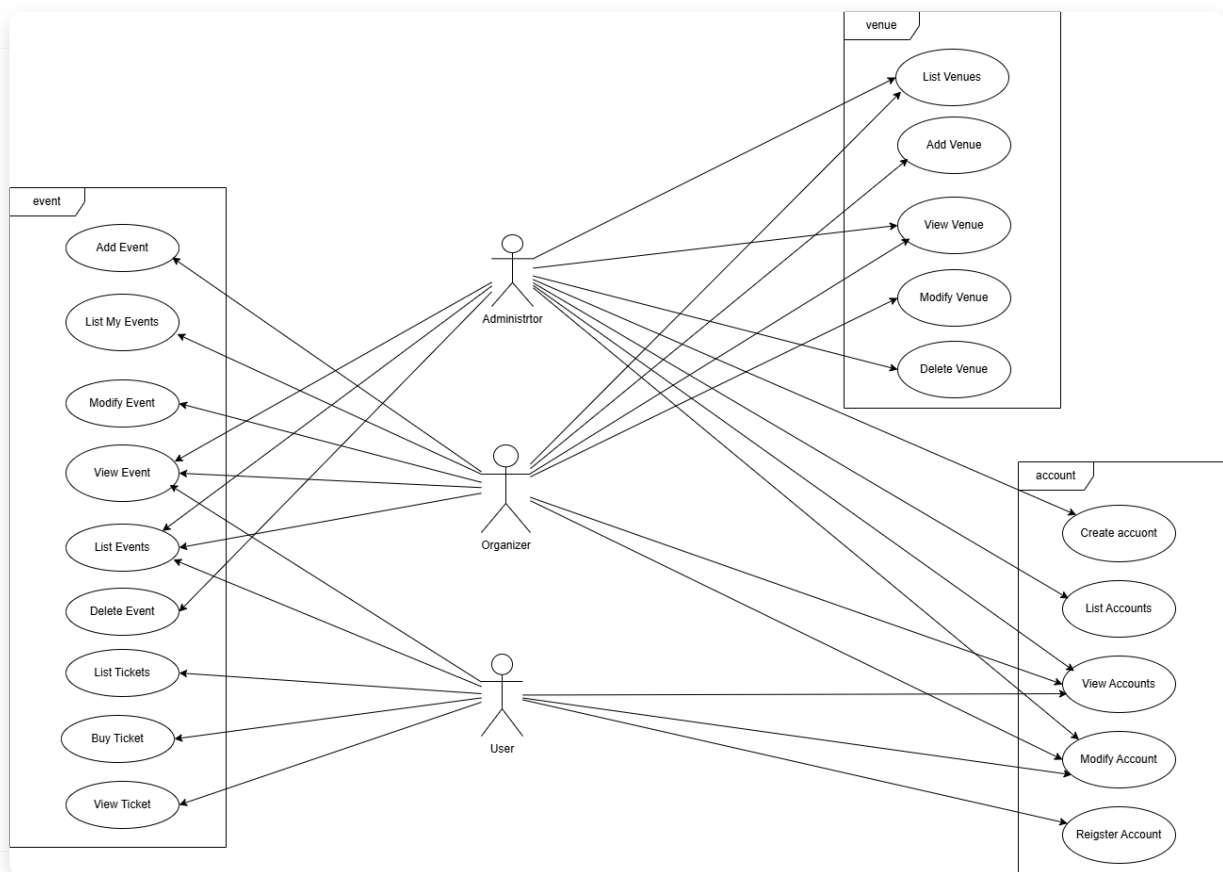 venue
List Venues
Add Venue
View Venue
Modify Venue
Delete Venue
event
Add Event
List My Events
Modify Event
View Event
List Events
Delete Event
List Tickets
Buy Ticket
View Ticket
Administrtor
Organizer
User
account
Create accuont
List Accounts
View Accounts
Modify Account
Reigster Account